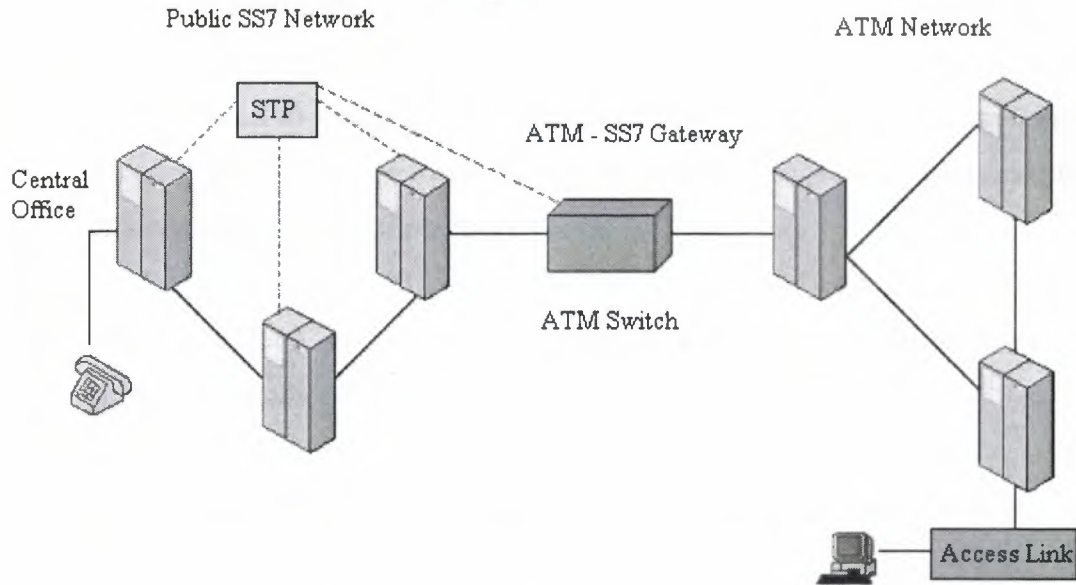 Public SS7 Network
ATM Network
STP
ATM - SS7 Gateway
Central
Office
ATM Switch
Access Link